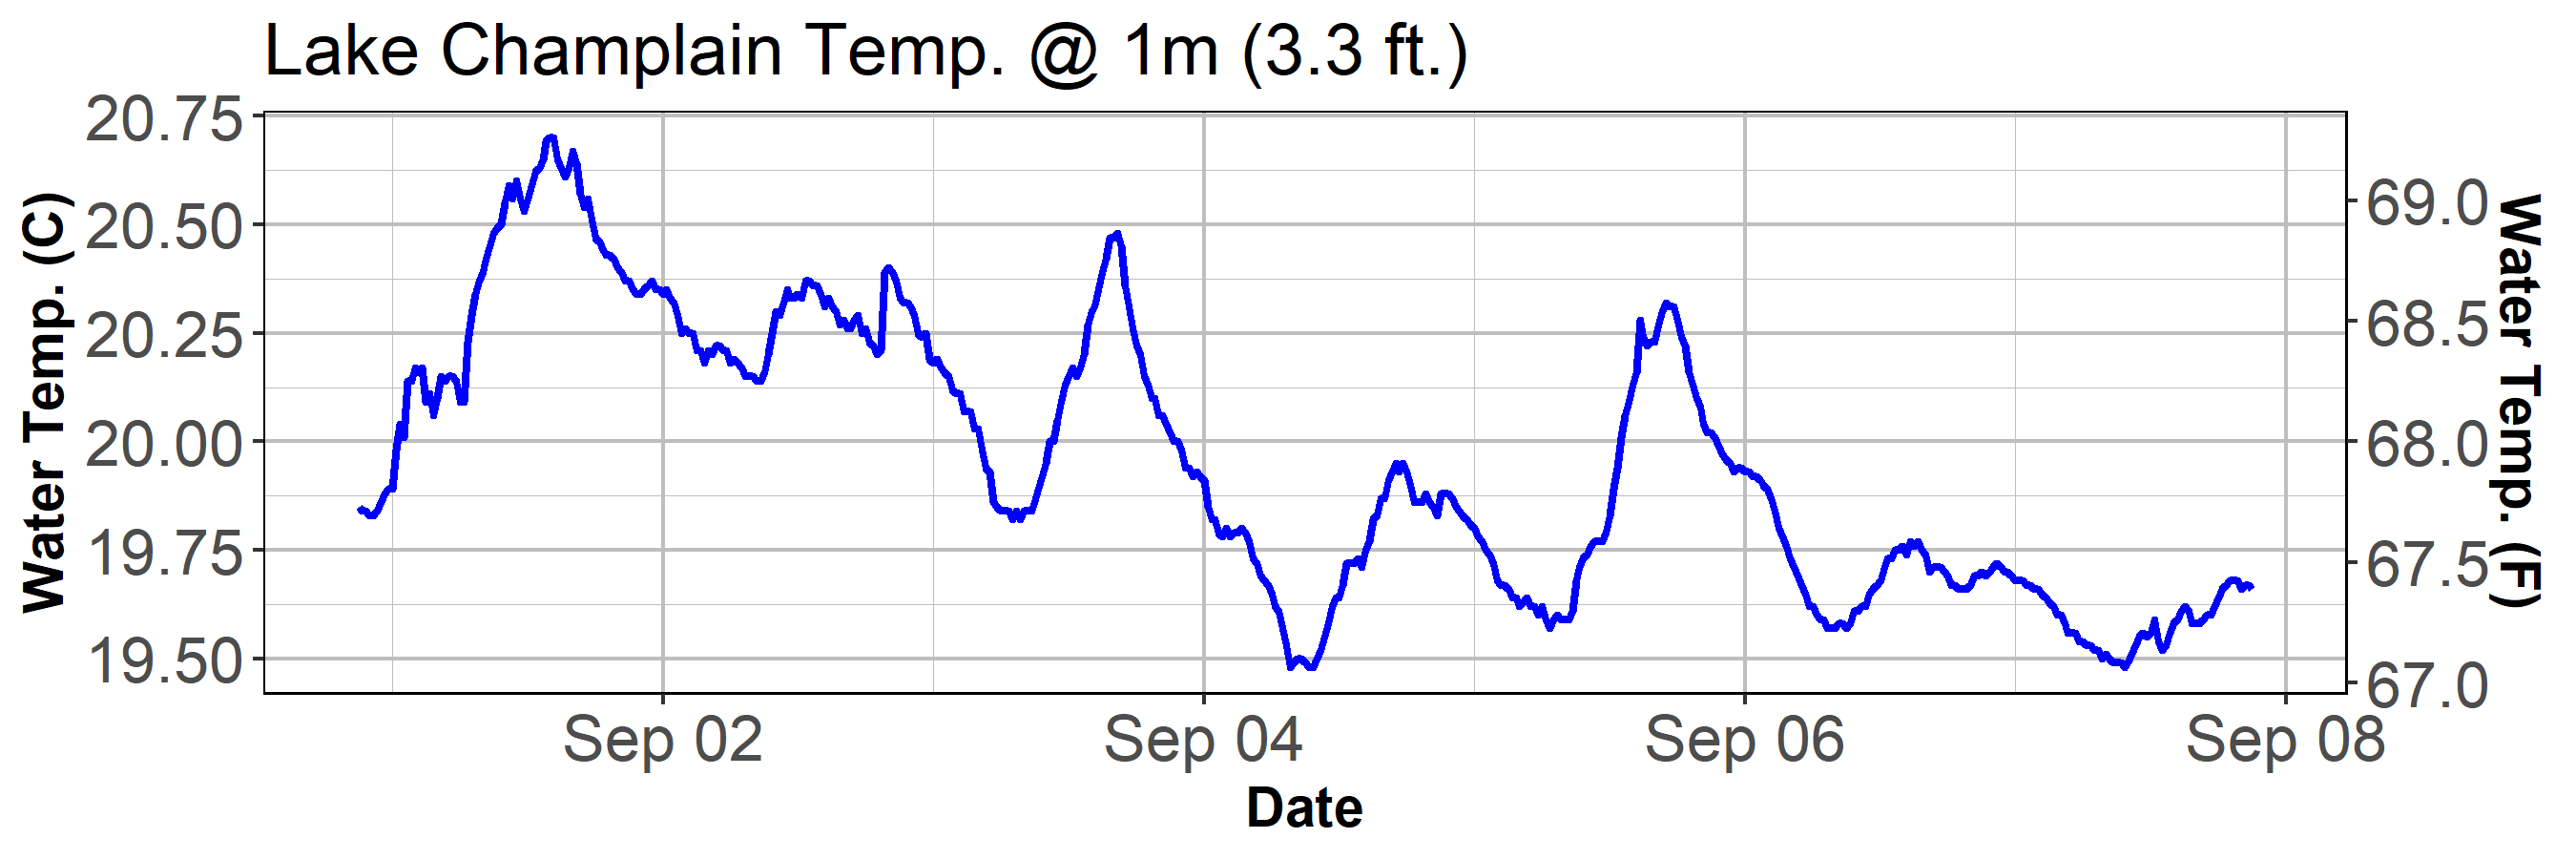 Lake Champlain Temp. @ 1m (3.3 ft.)
Water Temp. (C)
20.75
20.50
20.25
20.00
19.75
19.50
69.0
68.5
68.0
67.5
67.0
Water Temp. (F)
Sep 02 Sep 04 Sep 06 Sep 08
Date